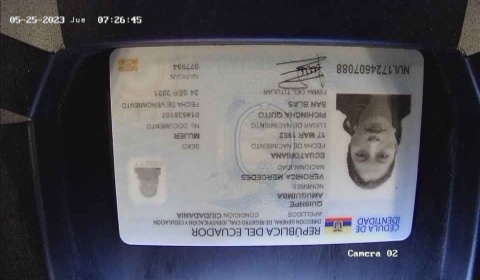 05-25-2023 Jue 07:26:45
CÉDULA DE IDENTIDAD
REPÚBLICA DEL ECUADOR
DIRECCIÓN GENERAL DE REGISTRO CIVIL, IDENTIFICACIÓN Y CEDULACIÓN
APELLIDOS
CONDICIÓN CIUDADANÍA
QUISHPE
AMUGUIMBA
NOMBRES
VERONICA MERCEDES
NACIONALIDAD
ECUATORIANA
FECHA DE NACIMIENTO
17 MAR 1982
LUGAR DE NACIMIENTO
PICHINCHA QUITO
SAN BLAS
FIRMA DEL TITULAR
SEXO
MUJER
No. DOCUMENTO
FECHA DE VENCIMIENTO
24 SEP 2031
NAT/CAN
077994
NUI.1724607088
Camera 02